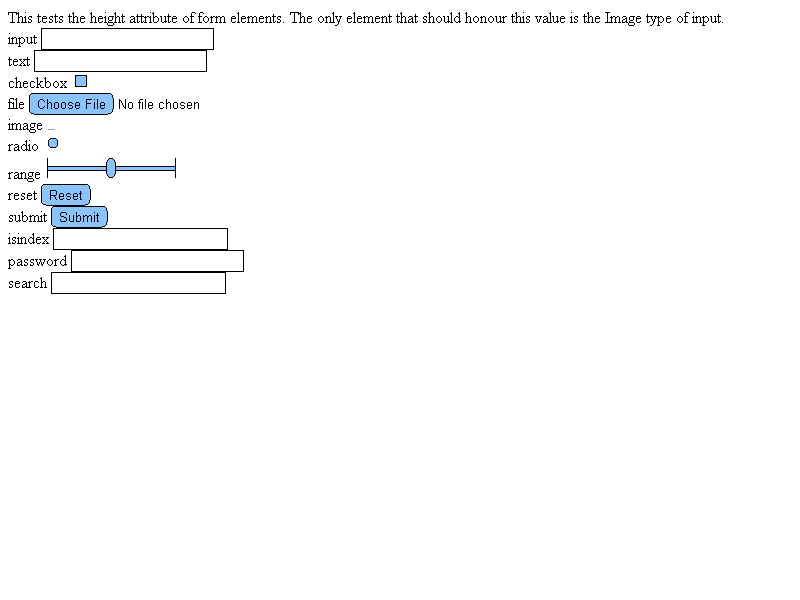 This tests the height attribute of form elements. The only element that should honour this value is the Image type of input.
input
text
checkbox
file Choose File No file chosen
image
radio
range
reset Reset
submit Submit
isindex
password
search